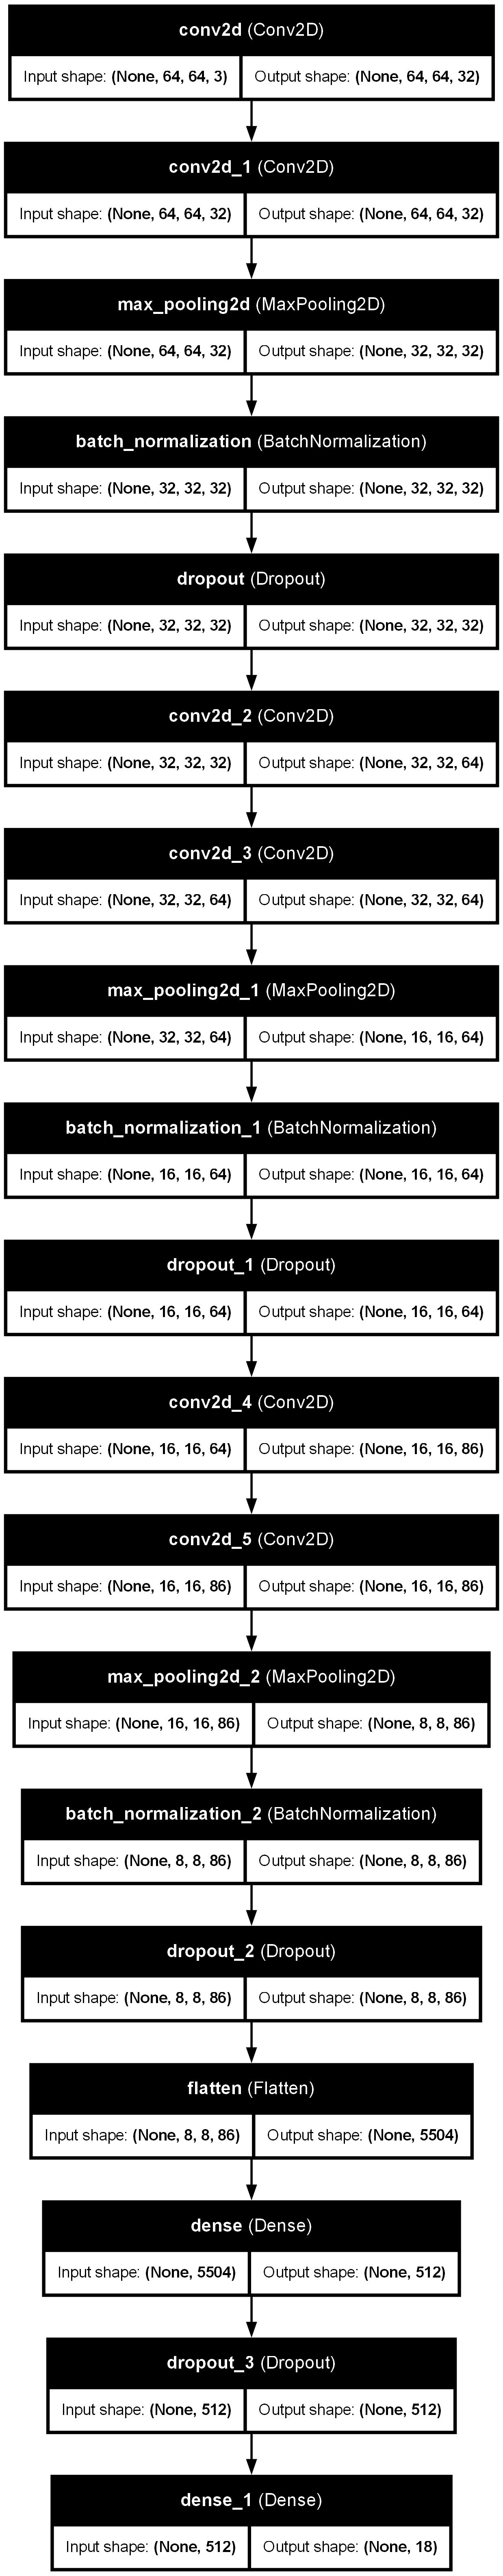 conv2d (Conv2D)
Input shape: (None, 64, 64, 3) Output shape: (None, 64, 64, 32)
conv2d_1 (Conv2D)
Input shape: (None, 64, 64, 32) Output shape: (None, 64, 64, 32)
max_pooling2d (MaxPooling2D)
Input shape: (None, 64, 64, 32) Output shape: (None, 32, 32, 32)
batch_normalization (BatchNormalization)
Input shape: (None, 32, 32, 32) Output shape: (None, 32, 32, 32)
dropout (Dropout)
Input shape: (None, 32, 32, 32) Output shape: (None, 32, 32, 32)
conv2d_2 (Conv2D)
Input shape: (None, 32, 32, 32) Output shape: (None, 32, 32, 64)
conv2d_3 (Conv2D)
Input shape: (None, 32, 32, 64) Output shape: (None, 32, 32, 64)
max_pooling2d_1 (MaxPooling2D)
Input shape: (None, 32, 32, 64) Output shape: (None, 16, 16, 64)
batch_normalization_1 (BatchNormalization)
Input shape: (None, 16, 16, 64) Output shape: (None, 16, 16, 64)
dropout_1 (Dropout)
Input shape: (None, 16, 16, 64) Output shape: (None, 16, 16, 64)
conv2d_4 (Conv2D)
Input shape: (None, 16, 16, 64) Output shape: (None, 16, 16, 86)
conv2d_5 (Conv2D)
Input shape: (None, 16, 16, 86) Output shape: (None, 16, 16, 86)
max_pooling2d_2 (MaxPooling2D)
Input shape: (None, 16, 16, 86) Output shape: (None, 8, 8, 86)
batch_normalization_2 (BatchNormalization)
Input shape: (None, 8, 8, 86) Output shape: (None, 8, 8, 86)
dropout_2 (Dropout)
Input shape: (None, 8, 8, 86) Output shape: (None, 8, 8, 86)
flatten (Flatten)
Input shape: (None, 8, 8, 86) Output shape: (None, 5504)
dense (Dense)
Input shape: (None, 5504) Output shape: (None, 512)
dropout_3 (Dropout)
Input shape: (None, 512) Output shape: (None, 512)
dense_1 (Dense)
Input shape: (None, 512) Output shape: (None, 18)